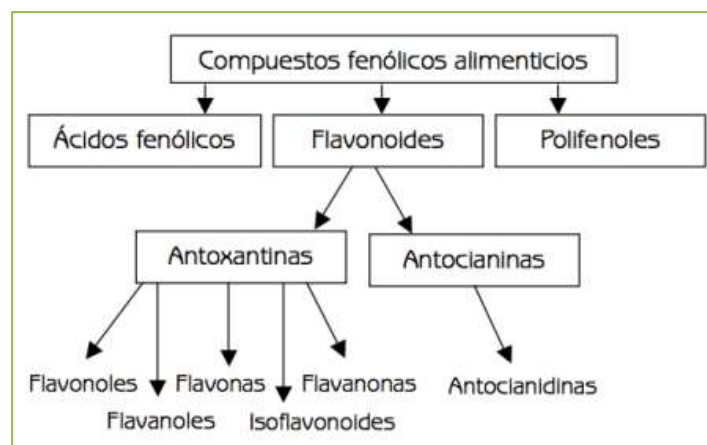 Compuestos fenólicos alimenticios
Ácidos fenólicos
Flavonoides
Polifenoles
Antoxantinas
Antocianinas
Flavonoles
Flavonas
Flavanonas
Antocianidinas
Flavanoles
Isoflavonoides